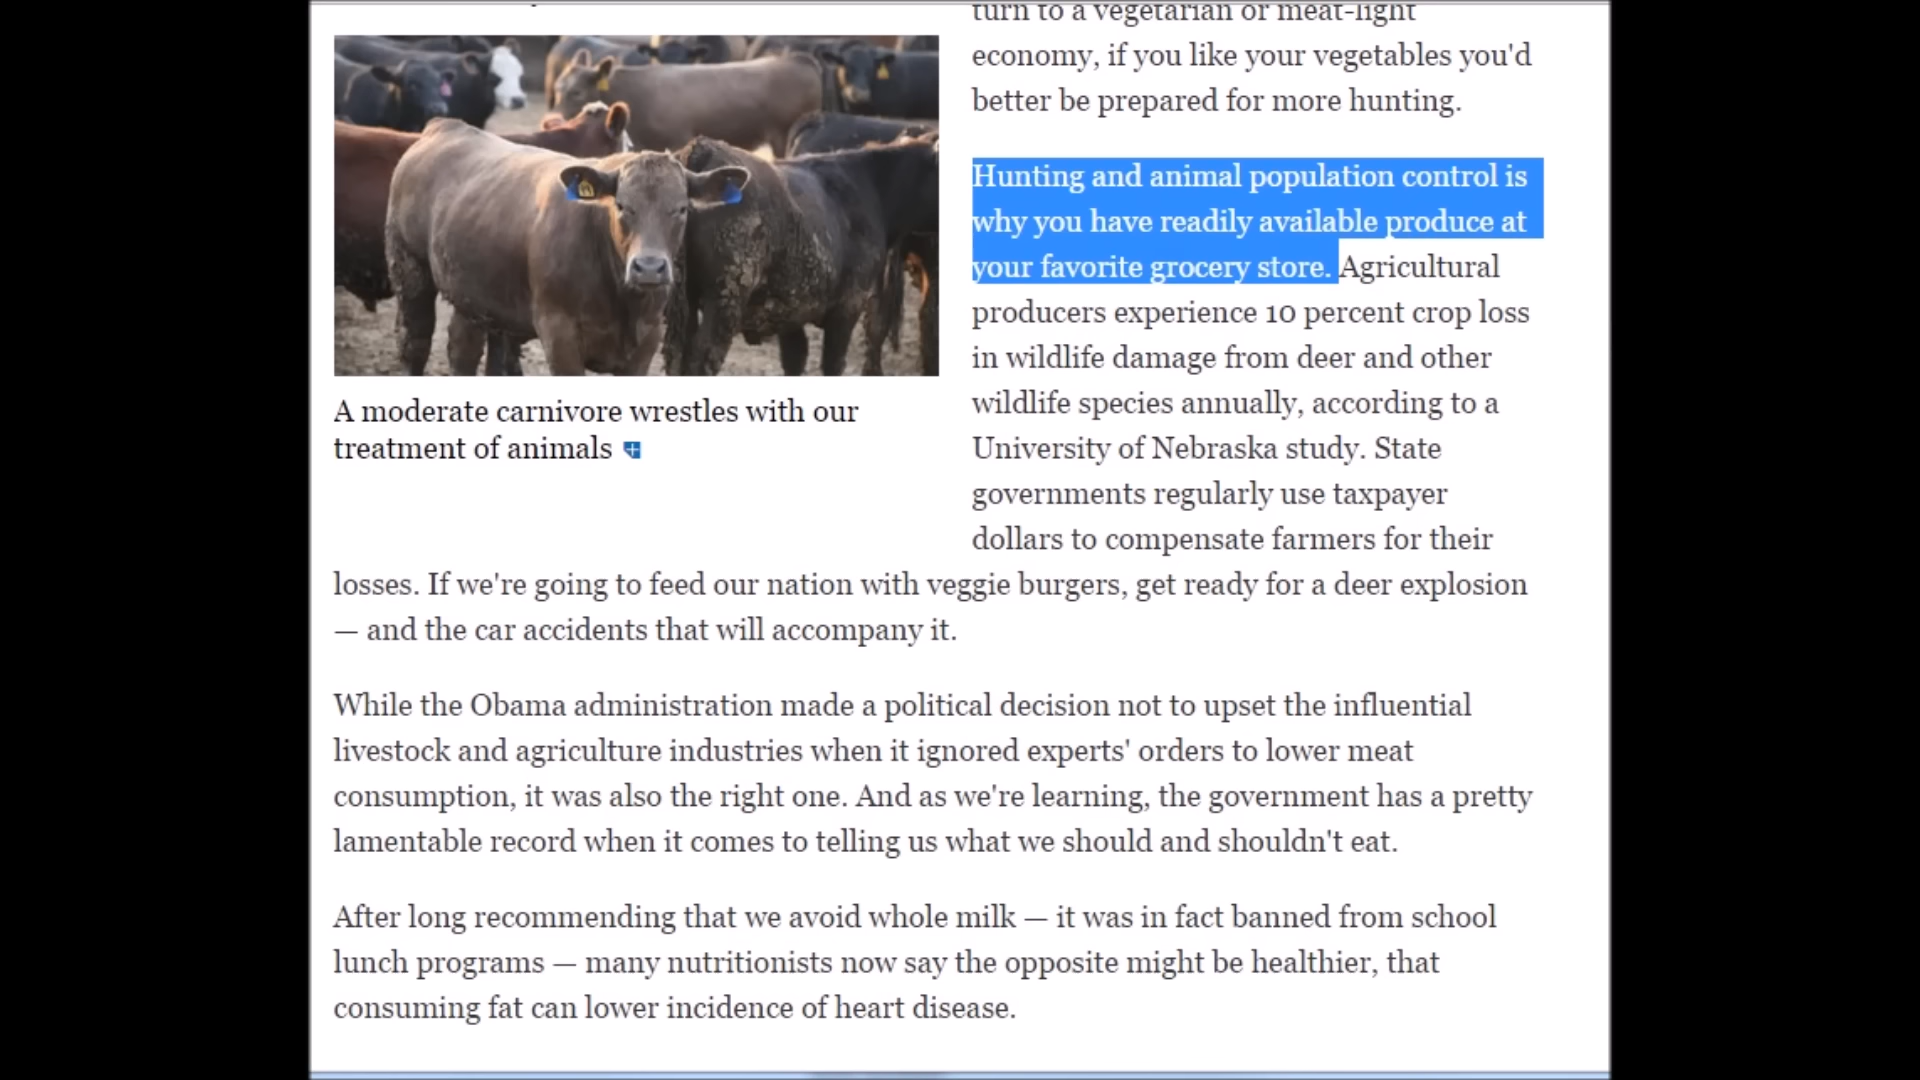 turn to a vegetarian or meat-light
economy, if you like your vegetables you'd
better be prepared for more hunting.
Hunting and animal population control is
why you have readily available produce at
your favorite grocery store. Agricultural
producers experience 10 percent crop loss
in wildlife damage from deer and other
wildlife species annually, according to a
University of Nebraska study. State
governments regularly use taxpayer
dollars to compensate farmers for their
losses. If we're going to feed our nation with veggie burgers, get ready for a deer explosion
— and the car accidents that will accompany it.
A moderate carnivore wrestles with our
treatment of animals
While the Obama administration made a political decision not to upset the influential
livestock and agriculture industries when it ignored experts' orders to lower meat
consumption, it was also the right one. And as we're learning, the government has a pretty
lamentable record when it comes to telling us what we should and shouldn't eat.
After long recommending that we avoid whole milk — it was in fact banned from school
lunch programs — many nutritionists now say the opposite might be healthier, that
consuming fat can lower incidence of heart disease.